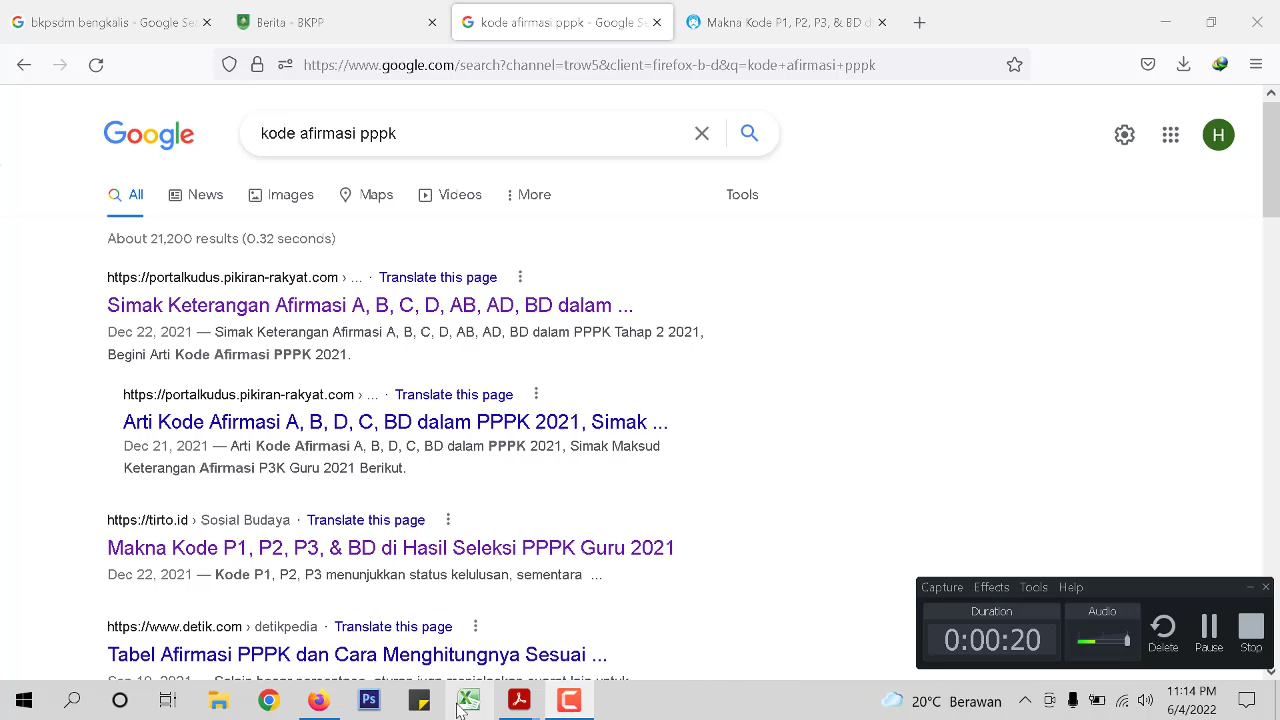 bkpsdm bengkalis - Google Se
Berita - BKPP
kode afirmasi pppk - Google Se
Makna Kode P1, P2, P3, & BD d
https://www.google.com/search?channel=trow5&client=firefox-b-d&q=kode+afirmasi+pppk
Google
kode afirmasi pppk
H
All
News
Images
Maps
Videos
More
Tools
About 21,200 results (0.32 seconds)
https://portalkudus.pikiran-rakyat.com › ... · Translate this page
Simak Keterangan Afirmasi A, B, C, D, AB, AD, BD dalam ...
Dec 22, 2021 — Simak Keterangan Afirmasi A, B, C, D, AB, AD, BD dalam PPPK Tahap 2 2021,
Begini Arti Kode Afirmasi PPPK 2021.
https://portalkudus.pikiran-rakyat.com › ... Translate this page
Arti Kode Afirmasi A, B, D, C, BD dalam PPPK 2021, Simak ...
Dec 21, 2021 — Arti Kode Afirmasi A, B, D, C, BD dalam PPPK 2021, Simak Maksud
Keterangan Afirmasi P3K Guru 2021 Berikut.
https://tirto.id › Sosial Budaya · Translate this page
Makna Kode P1, P2, P3, & BD di Hasil Seleksi PPPK Guru 2021
Dec 22, 2021 — Kode P1, P2, P3 menunjukkan status kelulusan, sementara ...
https://www.detik.com › detikpedia · Translate this page
Tabel Afirmasi PPPK dan Cara Menghitungnya Sesuai ...
Capture
Effects
Tools
Help
Duration
0:00:20
Audio
Delete
Pause
Stop
Ps
20°C Berawan
11:14 PM
6/4/2022